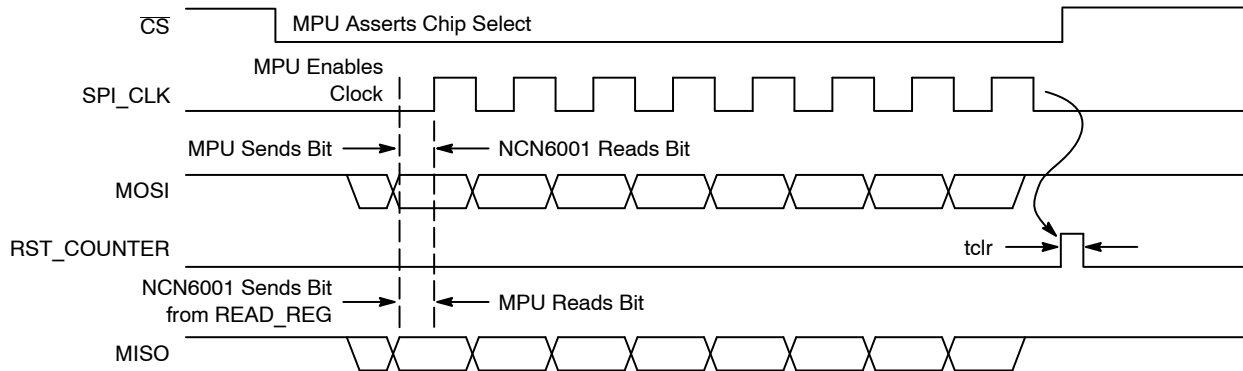 CS
MPU Asserts Chip Select
MPU Enables
Clock
SPI_CLK
MPU Sends Bit
NCN6001 Reads Bit
MOSI
RST_COUNTER
tclr
NCN6001 Sends Bit
from READ_REG
MPU Reads Bit
MISO